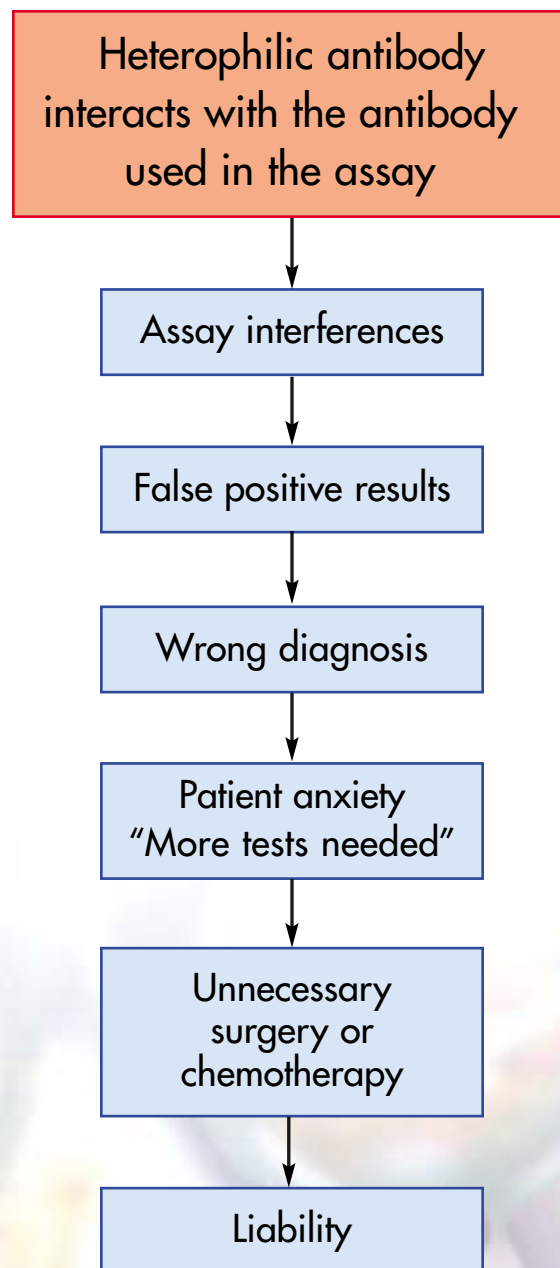 Heterophilic antibody
interacts with the antibody
used in the assay
Assay interferences
False positive results
Wrong diagnosis
Patient anxiety
“More tests needed”
Unnecessary
surgery or
chemotherapy
Liability